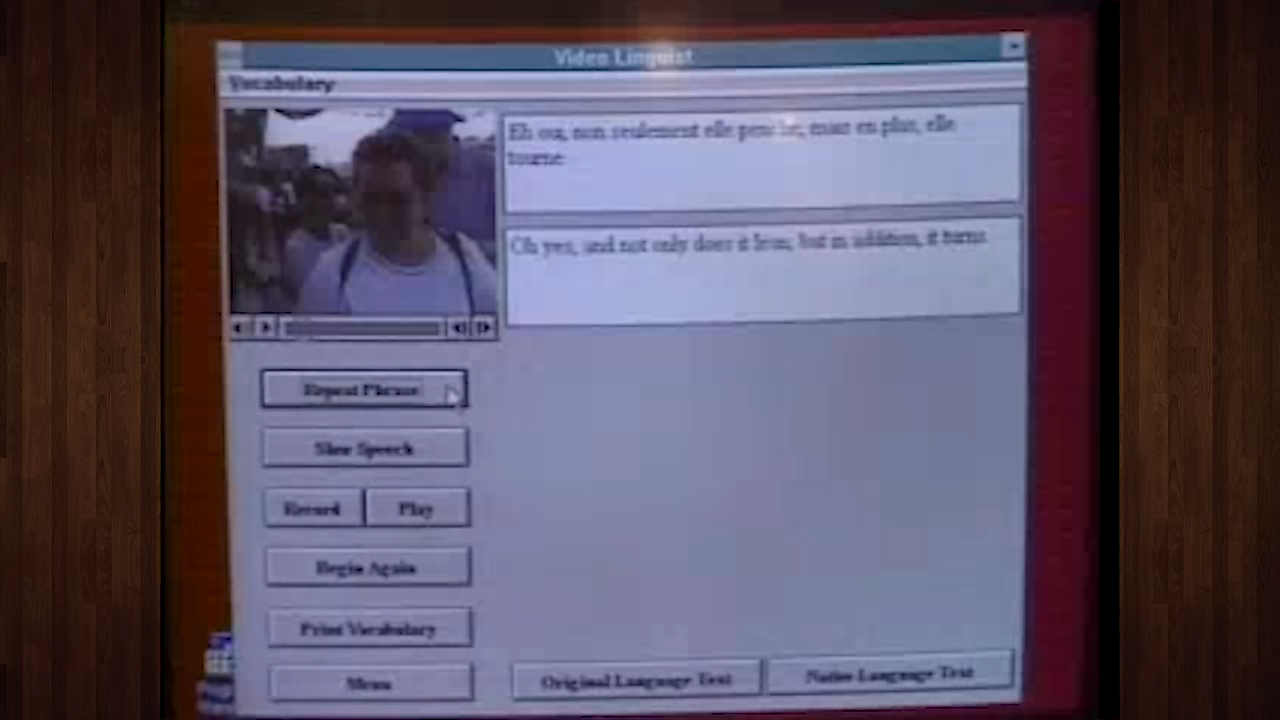 Video Linguist
Vocabulary
Eh oui, non seulement elle penche, mais en plus, elle
tourne
Oh yes, and not only does it lean, but in addition, it turns
Repeat Phrase
Slow Speech
Record Play
Begin Again
Print Vocabulary
Menu
Original Language Text Native Language Text